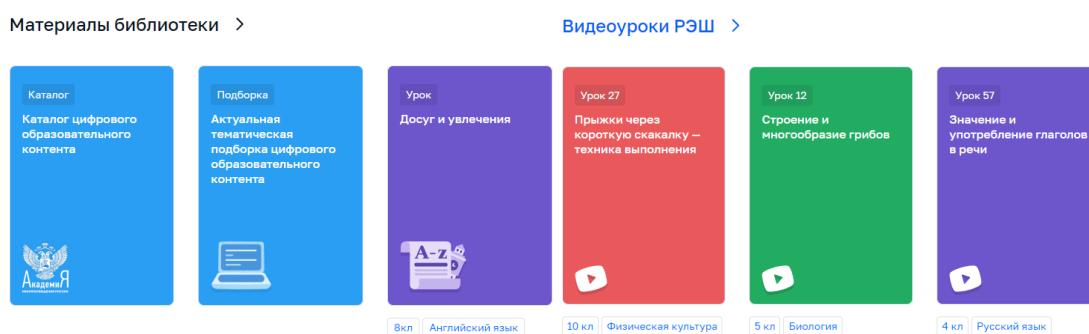 Материалы библиотеки
Каталог
Каталог цифрового
образовательного
контента
АкадемиЯ
Подборка
Актуальная
тематическая
подборка цифрового
образовательного
контента
Урок
Досуг и увлечения
A-z
8кл
Английский язык
Видеоуроки РЭШ
Урок 27
Прыжки через
короткую скакалку —
техника выполнения
10 кл
Физическая культура
Урок 12
Строение и
многообразие грибов
5 кл
Биология
Урок 57
Значение и
употребление глаголов
в речи
4 кл
Русский язык